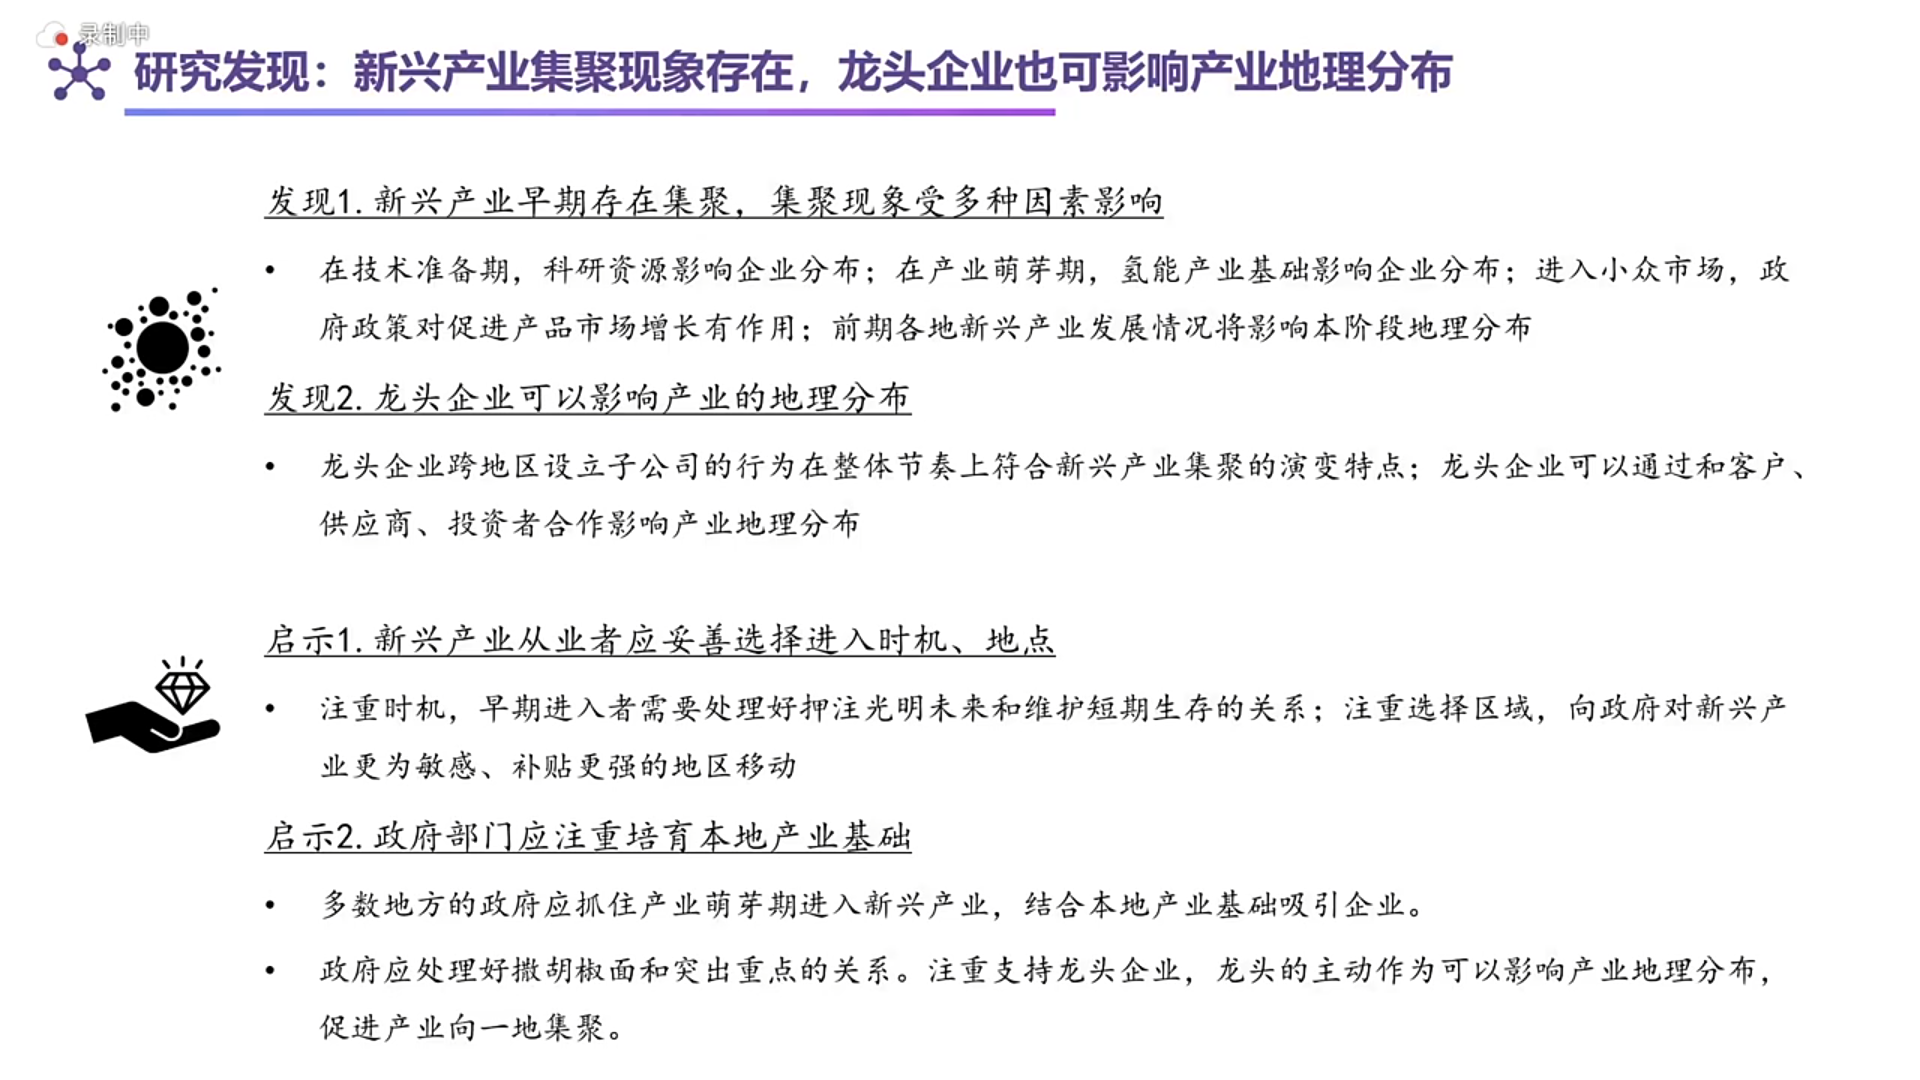 录制中
研究发现：新兴产业集聚现象存在，龙头企业也可影响产业地理分布
发现1.新兴产业早期存在集聚，集聚现象受多种因素影响
• 在技术准备期，科研资源影响企业分布；在产业萌芽期，氢能产业基础影响企业分布；进入小众市场，政
府政策对促进产品市场增长有作用；前期各地新兴产业发展情况将影响本阶段地理分布
发现2.龙头企业可以影响产业的地理分布
• 龙头企业跨地区设立子公司的行为在整体节奏上符合新兴产业集聚的演变特点；龙头企业可以通过和客户、
供应商、投资者合作影响产业地理分布
启示1.新兴产业从业者应妥善选择进入时机、地点
• 注重时机，早期进入者需要处理好押注光明未来和维护短期生存的关系；注重选择区域，向政府对新兴产
业更为敏感、补贴更强的地区移动
启示2.政府部门应注重培育本地产业基础
• 多数地方的政府应抓住产业萌芽期进入新兴产业，结合本地产业基础吸引企业。
• 政府应处理好撒胡椒面和突出重点的关系。注重支持龙头企业，龙头的主动作为可以影响产业地理分布，
促进产业向一地集聚。